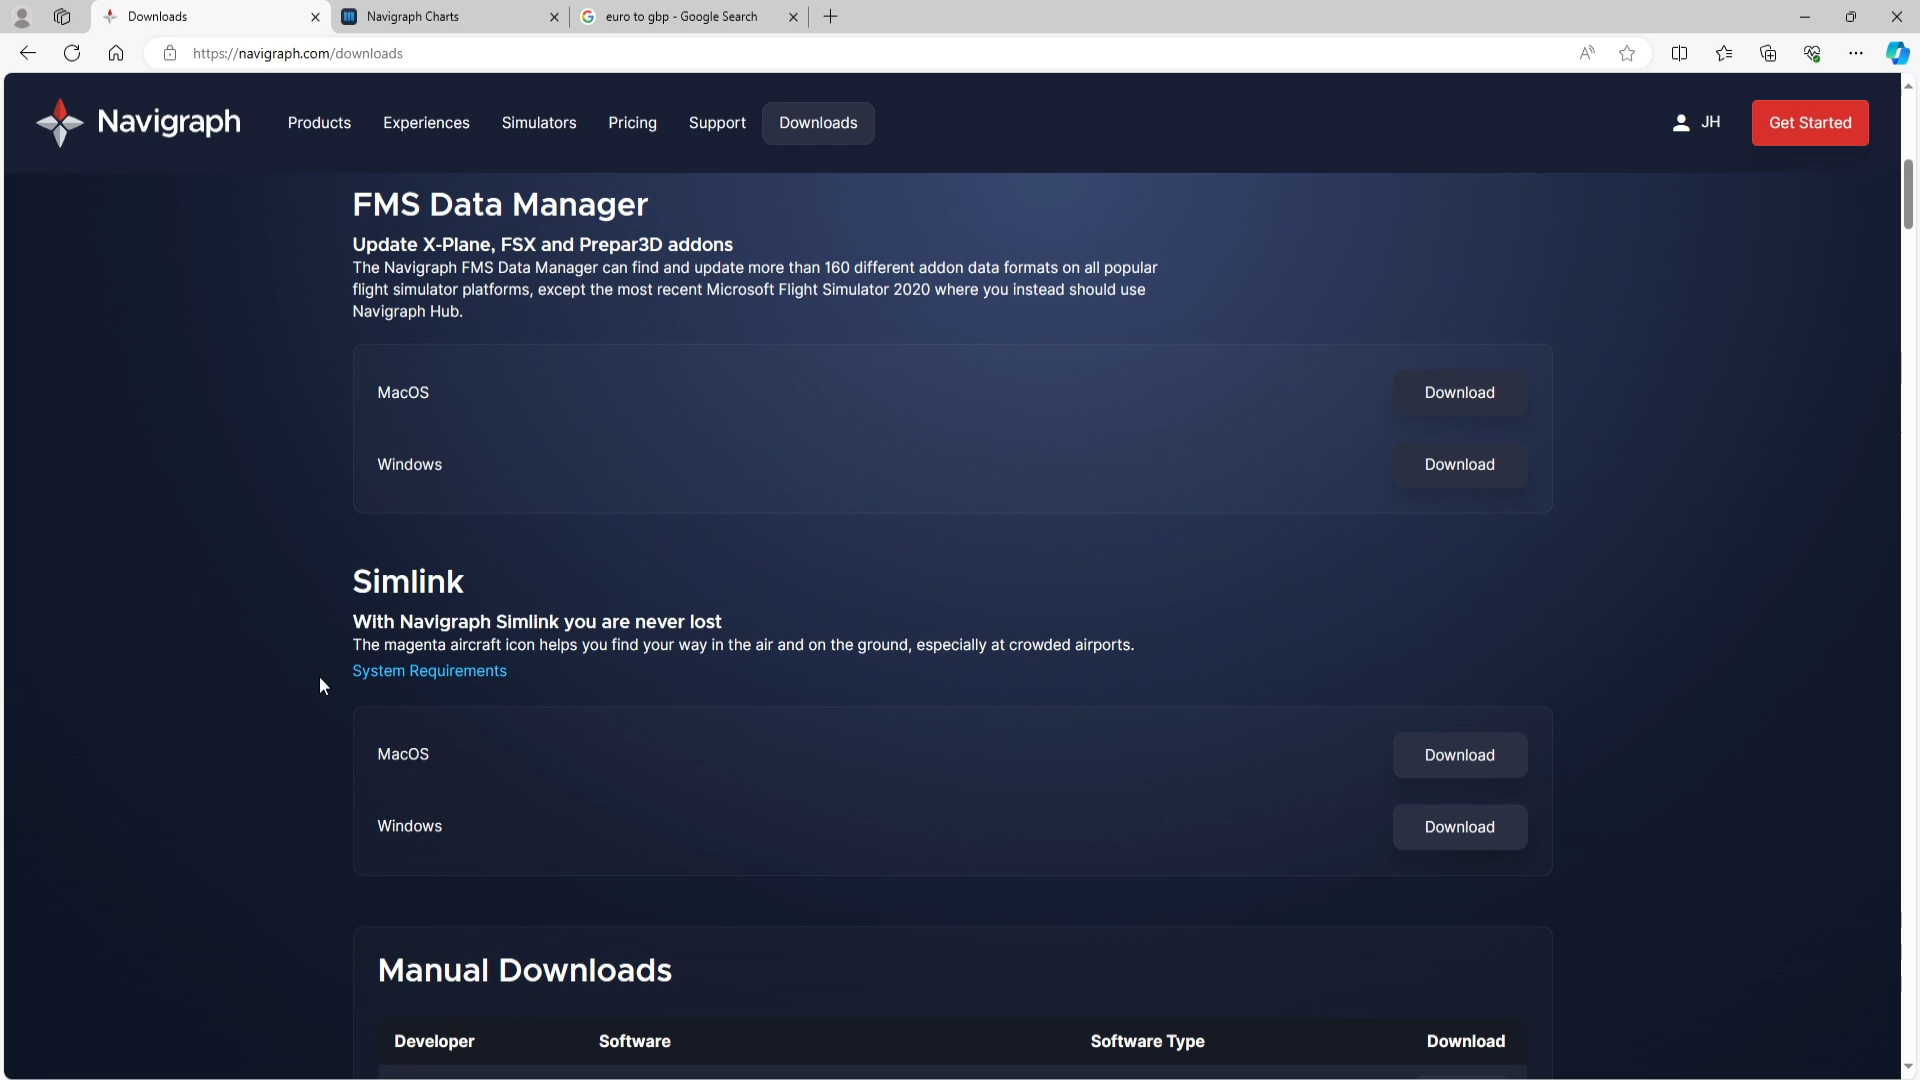 Downloads
Navigraph Charts
euro to gbp - Google Search
https://navigraph.com/downloads
Navigraph
Products
Experiences
Simulators
Pricing
Support
Downloads
JH
Get Started
FMS Data Manager
Update X-Plane, FSX and Prepar3D addons
The Navigraph FMS Data Manager can find and update more than 160 different addon data formats on all popular
flight simulator platforms, except the most recent Microsoft Flight Simulator 2020 where you instead should use
Navigraph Hub.
MacOS
Download
Windows
Download
Simlink
With Navigraph Simlink you are never lost
The magenta aircraft icon helps you find your way in the air and on the ground, especially at crowded airports.
System Requirements
MacOS
Download
Windows
Download
Manual Downloads
Developer
Software
Software Type
Download